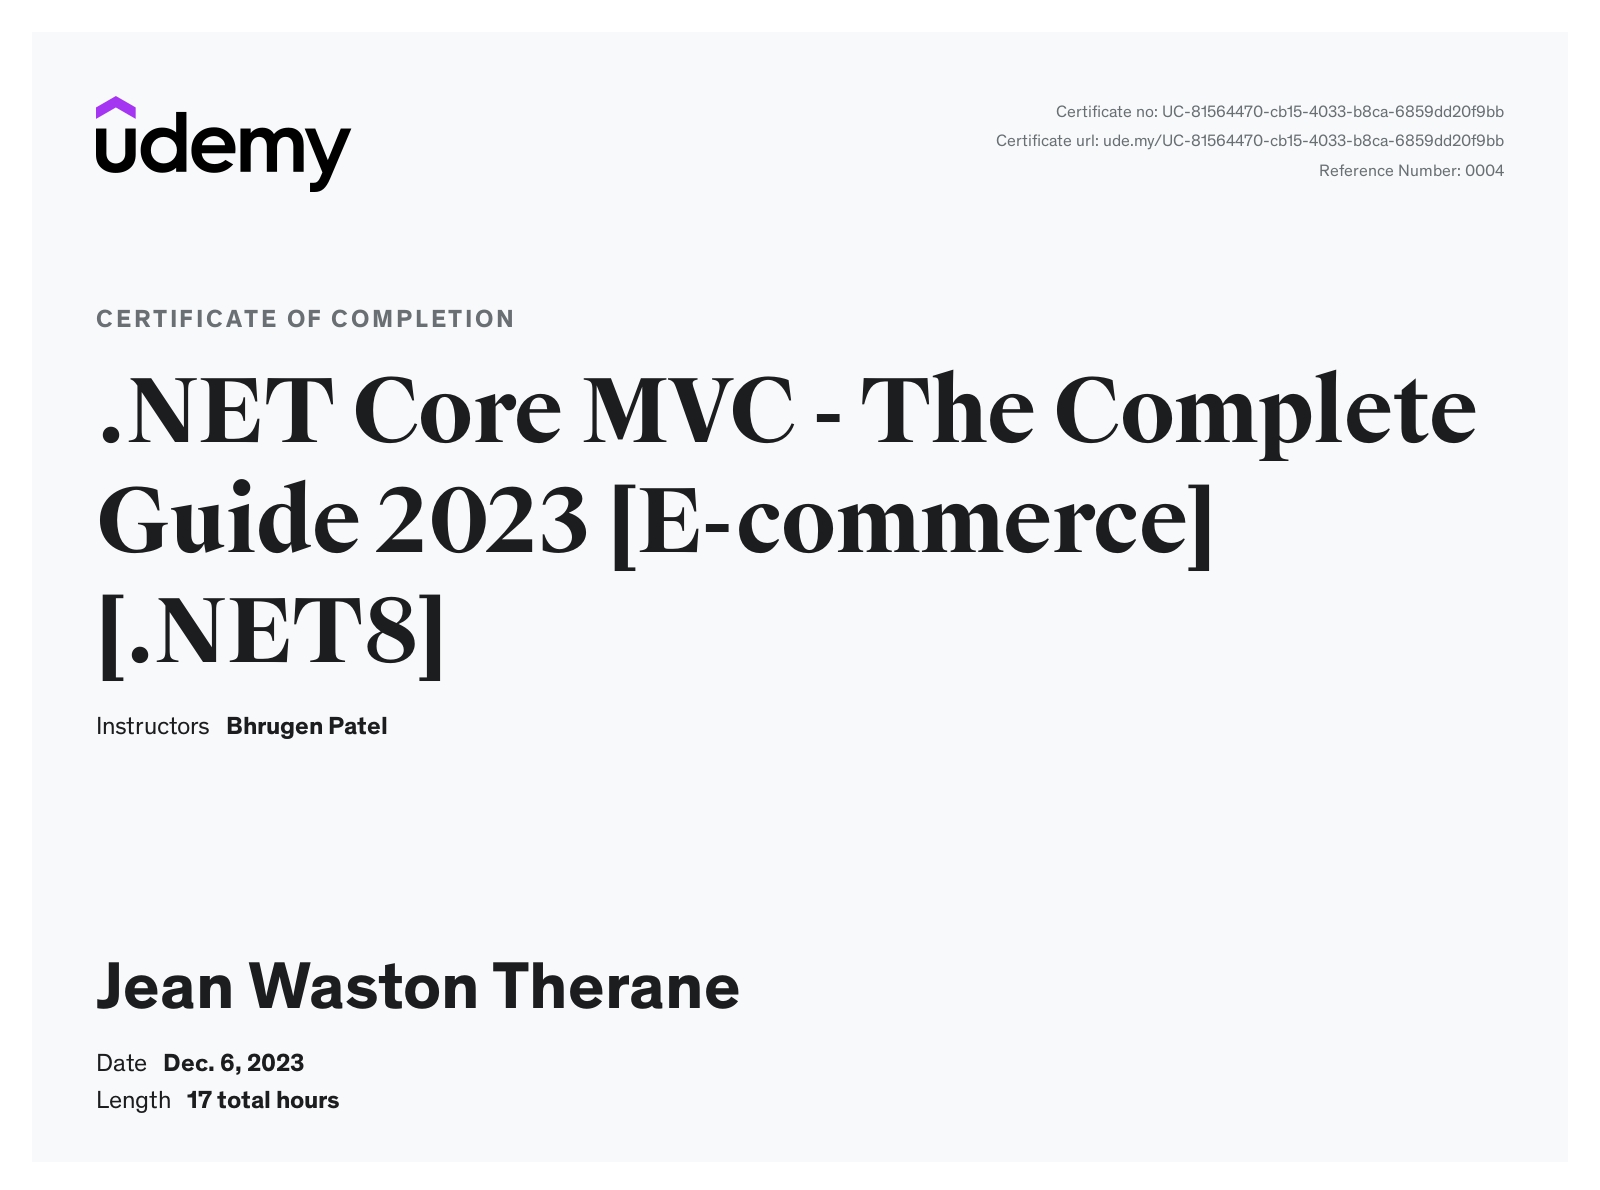 udemy
Certificate no: UC-81564470-cb15-4033-b8ca-6859dd20f9bb
Certificate url: ude.my/UC-81564470-cb15-4033-b8ca-6859dd20f9bb
Reference Number: 0004
CERTIFICATE OF COMPLETION
.NET Core MVC - The Complete
Guide 2023 [E-commerce]
[.NET8]
Instructors Bhrugen Patel
Jean Waston Therane
Date Dec. 6, 2023
Length 17 total hours